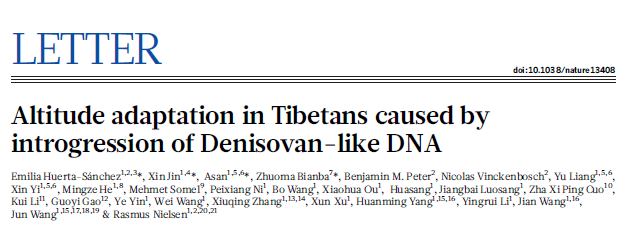 LETTER
doi:10.1038/nature13408
Altitude adaptation in Tibetans caused by
introgression of Denisovan-like DNA
Emilia Huerta-Sánchez1,2,3*, Xin Jin1,4*, Asan1,5,6*, Zhuoma Bianba7*, Benjamin M. Peter2, Nicolas Vinckenbosch2, Yu Liang1,5,6,
Xin Yi1,5,6, Mingze He1,8, Mehmet Somel9, Peixiang Ni1, Bo Wang1, Xiaohua Ou1, Huasang1, Jiangbai Luosang1, Zha Xi Ping Cuo10,
Kui Li11, Guoyi Gao12, Ye Yin1, Wei Wang1, Xiuqing Zhang1,13,14, Xun Xu1, Huanming Yang1,15,16, Yingrui Li1, Jian Wang1,16,
Jun Wang1,15,17,18,19 & Rasmus Nielsen1,2,20,21